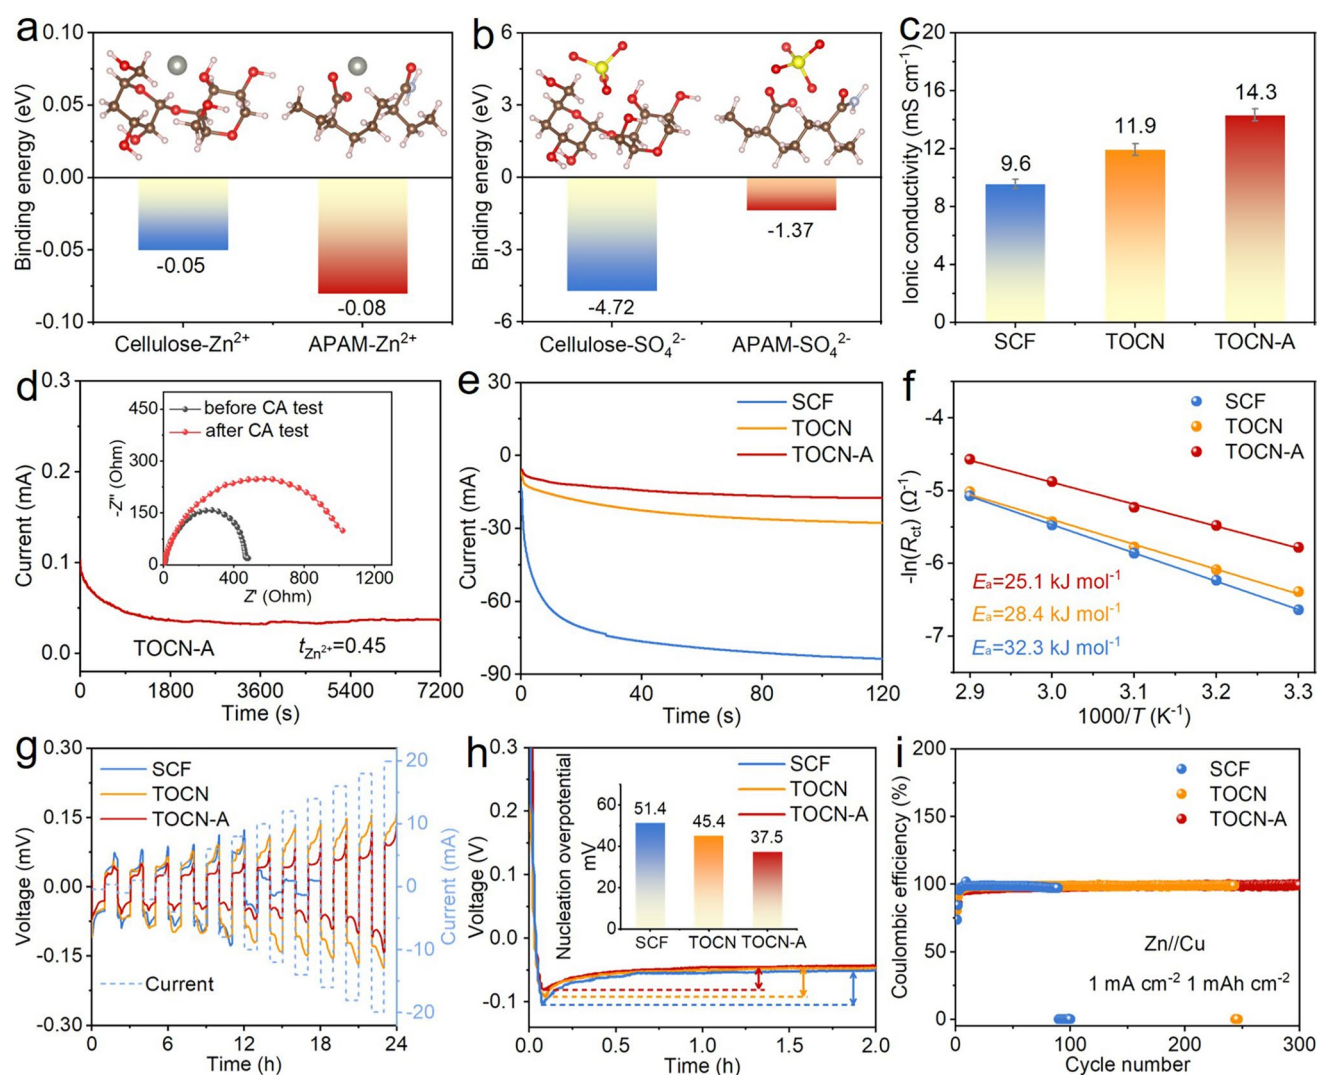 a
Binding energy (eV)
0.10
0.05
0.00
-0.05
-0.10
-0.05
-0.08
Cellulose-Zn²⁺
APAM-Zn²⁺
b
Binding energy (eV)
6
3
0
-3
-6
-4.72
-1.37
Cellulose-SO₄²⁻
APAM-SO₄²⁻
c
Ionic conductivity (mS cm⁻¹)
20
16
12
8
4
0
9.6
11.9
14.3
SCF
TOCN
TOCN-A
d
Current (mA)
0.3
0.2
0.1
0.0
-Z'' (Ohm)
450
300
150
0
before CA test
after CA test
0 400 800 1200
Z' (Ohm)
TOCN-A
t_Zn²⁺=0.45
0 1800 3600 5400 7200
Time (s)
e
Current (mA)
30
0
-30
-60
-90
SCF
TOCN
TOCN-A
0 40 80 120
Time (s)
f
-ln(R_ct) (Ω⁻¹)
-4
-5
-6
-7
SCF
TOCN
TOCN-A
Eₐ=25.1 kJ mol⁻¹
Eₐ=28.4 kJ mol⁻¹
Eₐ=32.3 kJ mol⁻¹
2.9 3.0 3.1 3.2 3.3
1000/T (K⁻¹)
g
Voltage (mV)
0.30
0.15
0.00
-0.15
-0.30
SCF
TOCN
TOCN-A
Current
20
10
0
-10
-20
Current (mA)
0 6 12 18 24
Time (h)
h
Voltage (V)
0.3
0.2
0.1
0.0
-0.1
Nucleation overpotential
mV
60
40
20
0
51.4
45.4
37.5
SCF TOCN TOCN-A
SCF
TOCN
TOCN-A
0.0 0.5 1.0 1.5 2.0
Time (h)
i
Coulombic efficiency (%)
200
150
100
50
0
SCF
TOCN
TOCN-A
Zn//Cu
1 mA cm⁻² 1 mAh cm⁻²
0 100 200 300
Cycle number